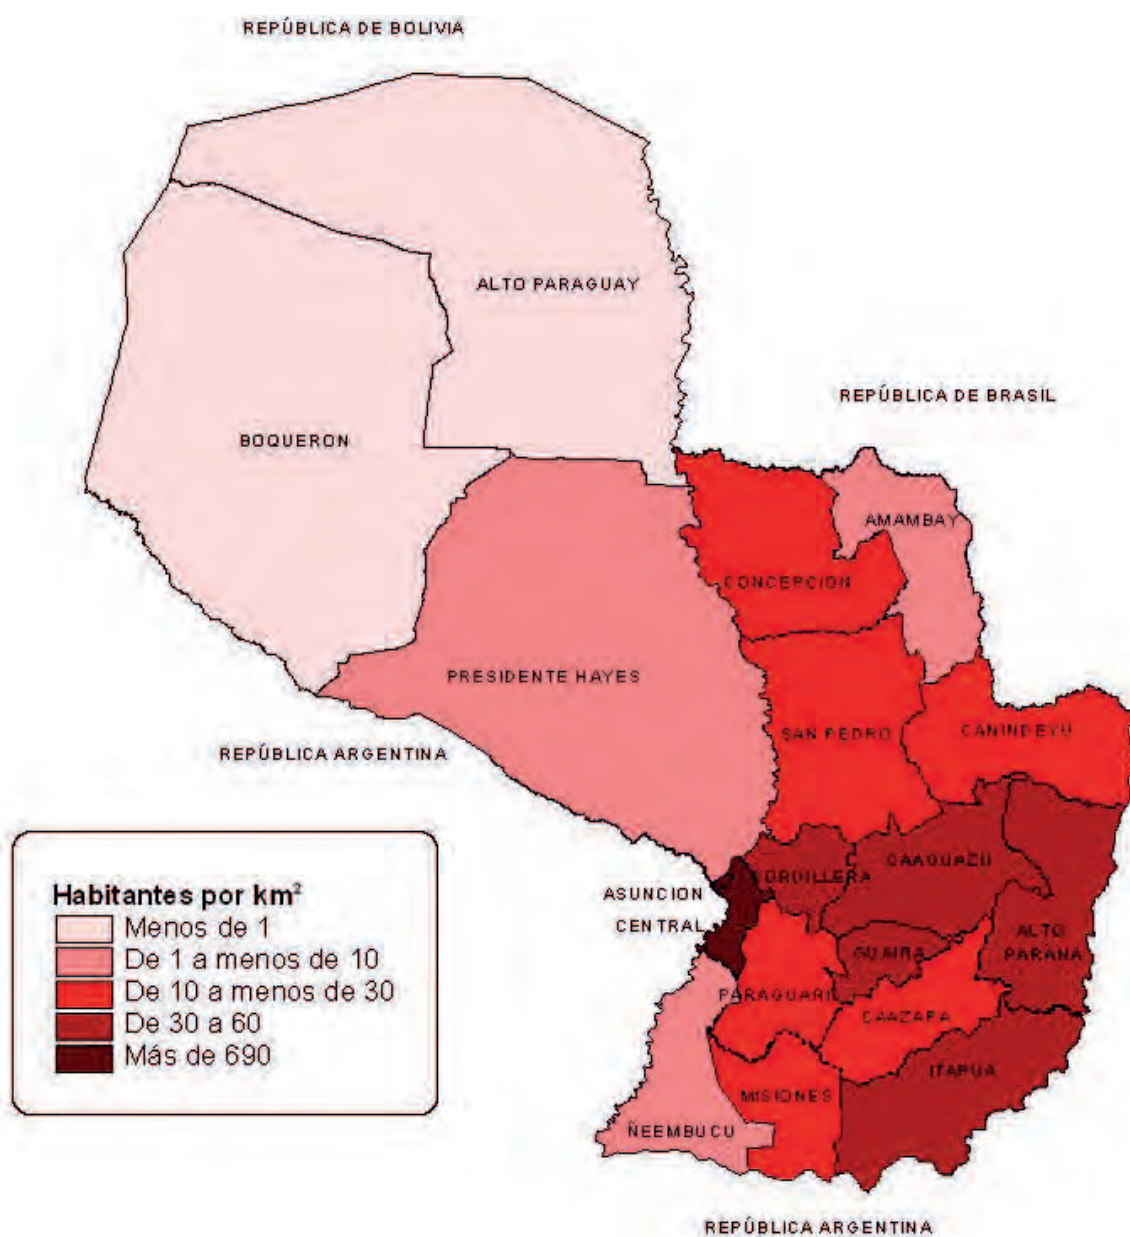 REPÚBLICA DE BOLIVIA
ALTO PARAGUAY
REPÚBLICA DE BRASIL
BOQUERON
AMAMBAY
CONCEPCION
PRESIDENTE HAYES
SAN PEDRO
CANINDEYU
REPÚBLICA ARGENTINA
CORDILLERA
CAAGUAZU
ASUNCION
CENTRAL
ALTO
PARANA
GUAIRA
PARAGUARI
CAAZAPA
ITAPUA
MISIONES
ÑEEMBUCU
REPÚBLICA ARGENTINA
Habitantes por km²
Menos de 1
De 1 a menos de 10
De 10 a menos de 30
De 30 a 60
Más de 690